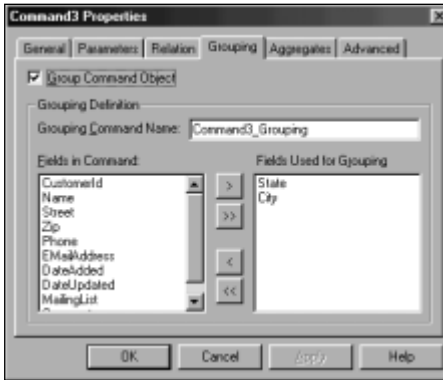 Command3 Properties
General Parameters Relation Grouping Aggregates Advanced
Group Command Object
Grouping Definition
Grouping Command Name: Command3_Grouping
Fields in Command: Fields Used for Grouping
CustomerId
Name
Street
Zip
Phone
EMailAddress
DateAdded
DateUpdated
MailingList
>
>>
<
<<
State
City
OK Cancel Apply Help